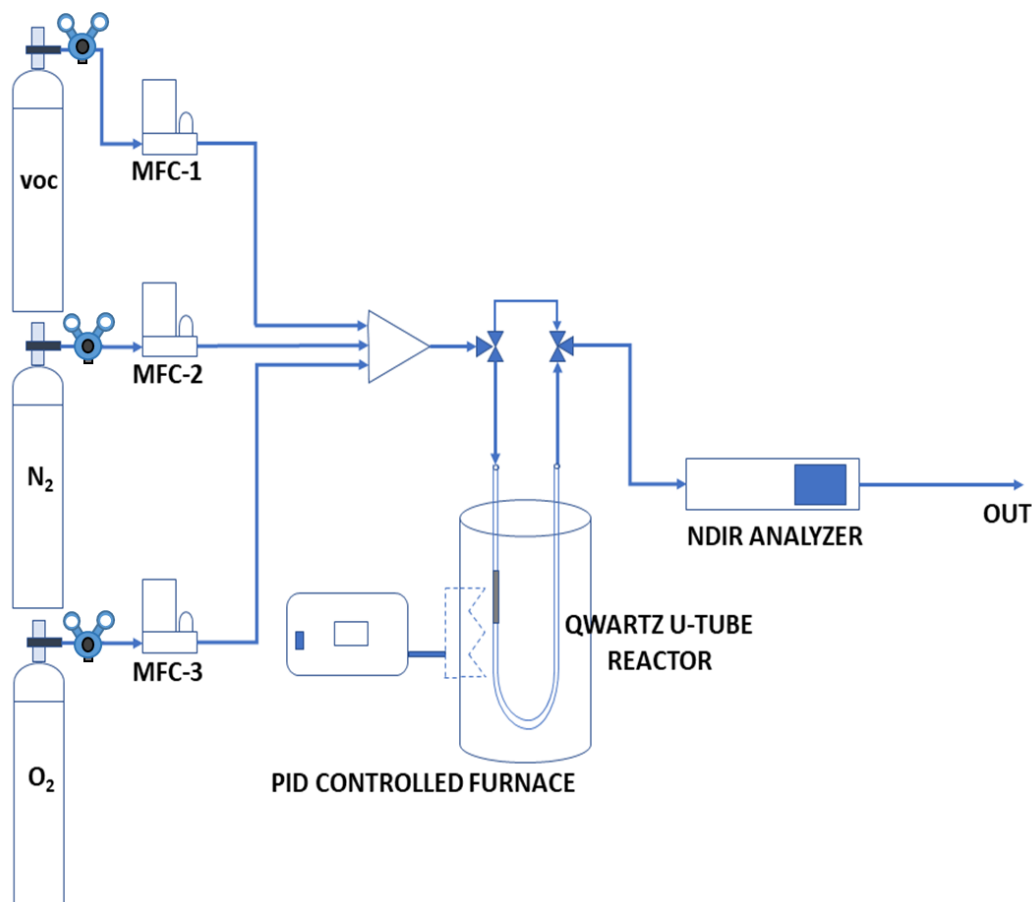 VOC
MFC-1
N₂
MFC-2
O₂
MFC-3
NDIR ANALYZER
OUT
QWARTZ U-TUBE
REACTOR
PID CONTROLLED FURNACE